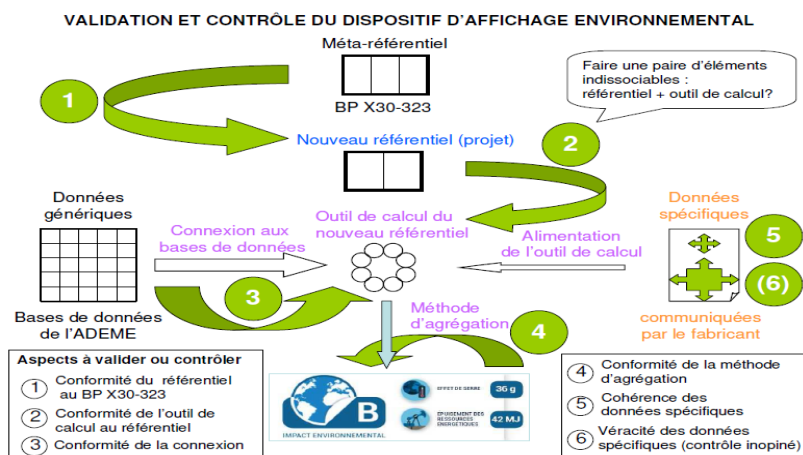 VALIDATION ET CONTRÔLE DU DISPOSITIF D'AFFICHAGE ENVIRONNEMENTAL
Méta-référentiel
BP X30-323
Faire une paire d'éléments
indissociables :
référentiel + outil de calcul?
1
Nouveau référentiel (projet)
2
Données
génériques
Connexion aux
bases de données
Outil de calcul du
nouveau référentiel
Alimentation
de l'outil de calcul
Données
spécifiques
5
(6)
3
Bases de données
de l'ADEME
Méthode
d'agrégation
4
communiquées
par le fabricant
Aspects à valider ou contrôler
1 Conformité du référentiel
au BP X30-323
2 Conformité de l'outil de
calcul au référentiel
3 Conformité de la connexion
B
IMPACT ENVIRONNEMENTAL
EFFET DE SERRE
36 g
ÉPUISEMENT DES
RESSOURCES
ENERGÉTIQUES
42 MJ
4 Conformité de la méthode
d'agrégation
5 Cohérence des
données spécifiques
6 Véracité des données
spécifiques (contrôle inopiné)